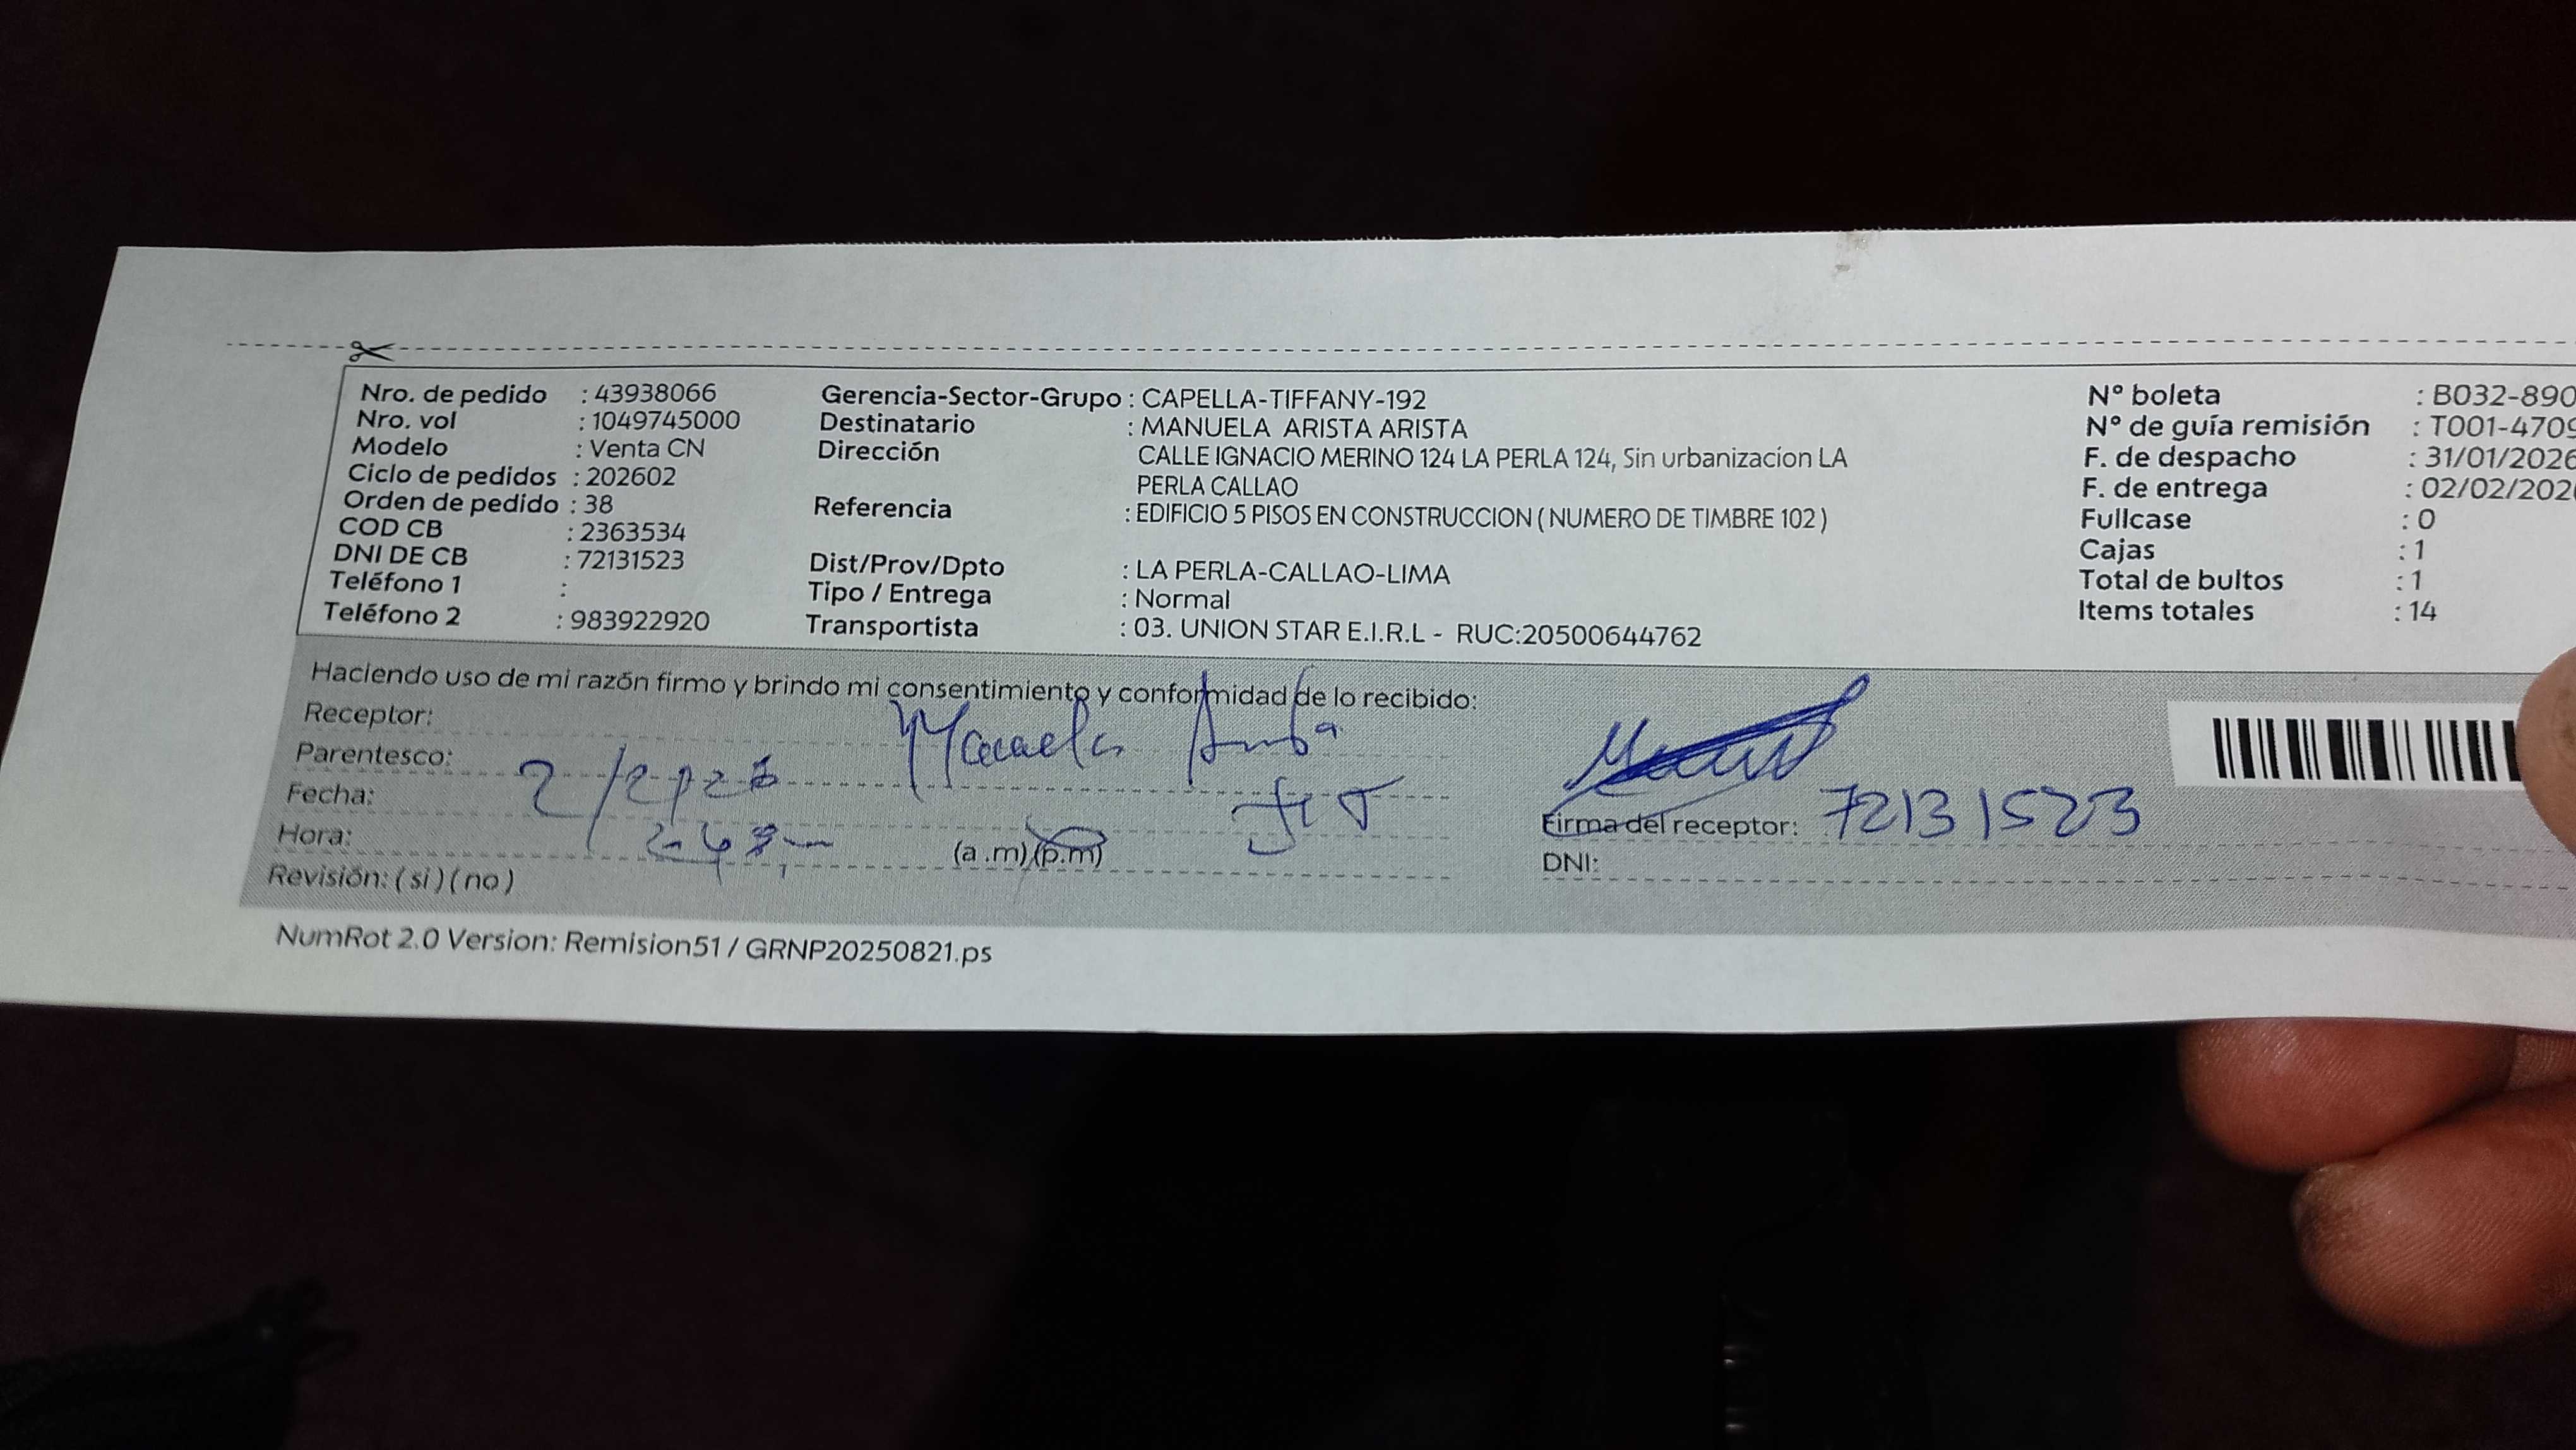 Nro. de pedido : 43938066
Nro. vol : 1049745000
Modelo : Venta CN
Ciclo de pedidos : 202602
Orden de pedido : 38
COD CB : 2363534
DNI DE CB : 72131523
Teléfono 1 :
Teléfono 2 : 983922920
Gerencia-Sector-Grupo : CAPELLA-TIFFANY-192
Destinatario : MANUELA ARISTA ARISTA
Dirección CALLE IGNACIO MERINO 124 LA PERLA 124, Sin urbanizacion LA
PERLA CALLAO
Referencia : EDIFICIO 5 PISOS EN CONSTRUCCION ( NUMERO DE TIMBRE 102 )
Dist/Prov/Dpto : LA PERLA-CALLAO-LIMA
Tipo / Entrega : Normal
Transportista : 03. UNION STAR E.I.R.L - RUC:20500644762
N° boleta : B032-890
N° de guía remisión : T001-4709
F. de despacho : 31/01/2026
F. de entrega : 02/02/202
Fullcase : 0
Cajas : 1
Total de bultos : 1
Items totales : 14
Haciendo uso de mi razón firmo y brindo mi consentimiento y conformidad de lo recibido:
Receptor: Manuela
Parentesco:
Fecha:
Hora: (a .m) (p.m)
Revisión: ( si ) ( no )
Firma del receptor: 72131523
DNI:
NumRot 2.0 Version: Remision51 / GRNP20250821.ps